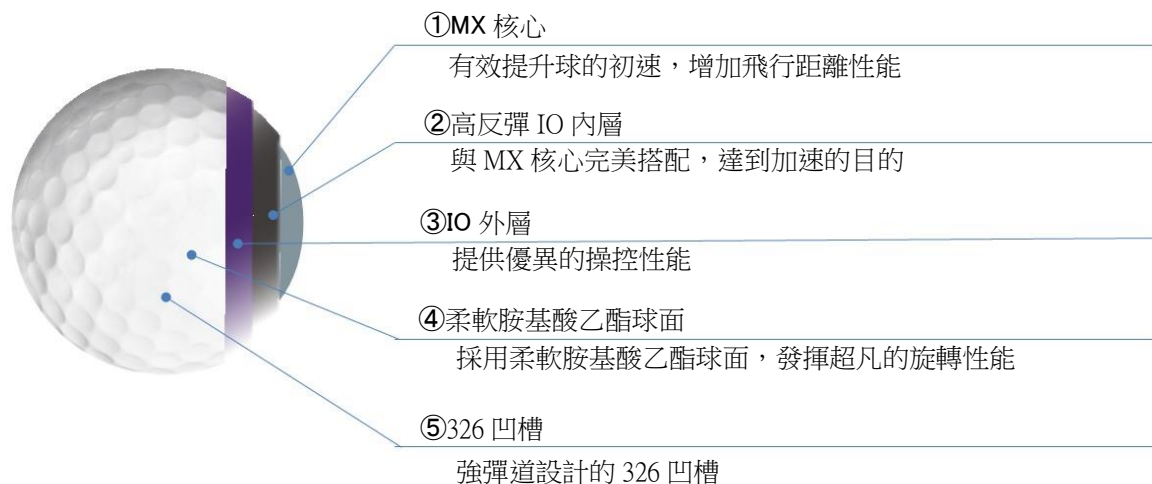 ①MX 核心
有效提升球的初速，增加飛行距離性能
②高反彈 IO 內層
與 MX 核心完美搭配，達到加速的目的
③IO 外層
提供優異的操控性能
④柔軟胺基酸乙酯球面
採用柔軟胺基酸乙酯球面，發揮超凡的旋轉性能
⑤326 凹槽
強彈道設計的 326 凹槽